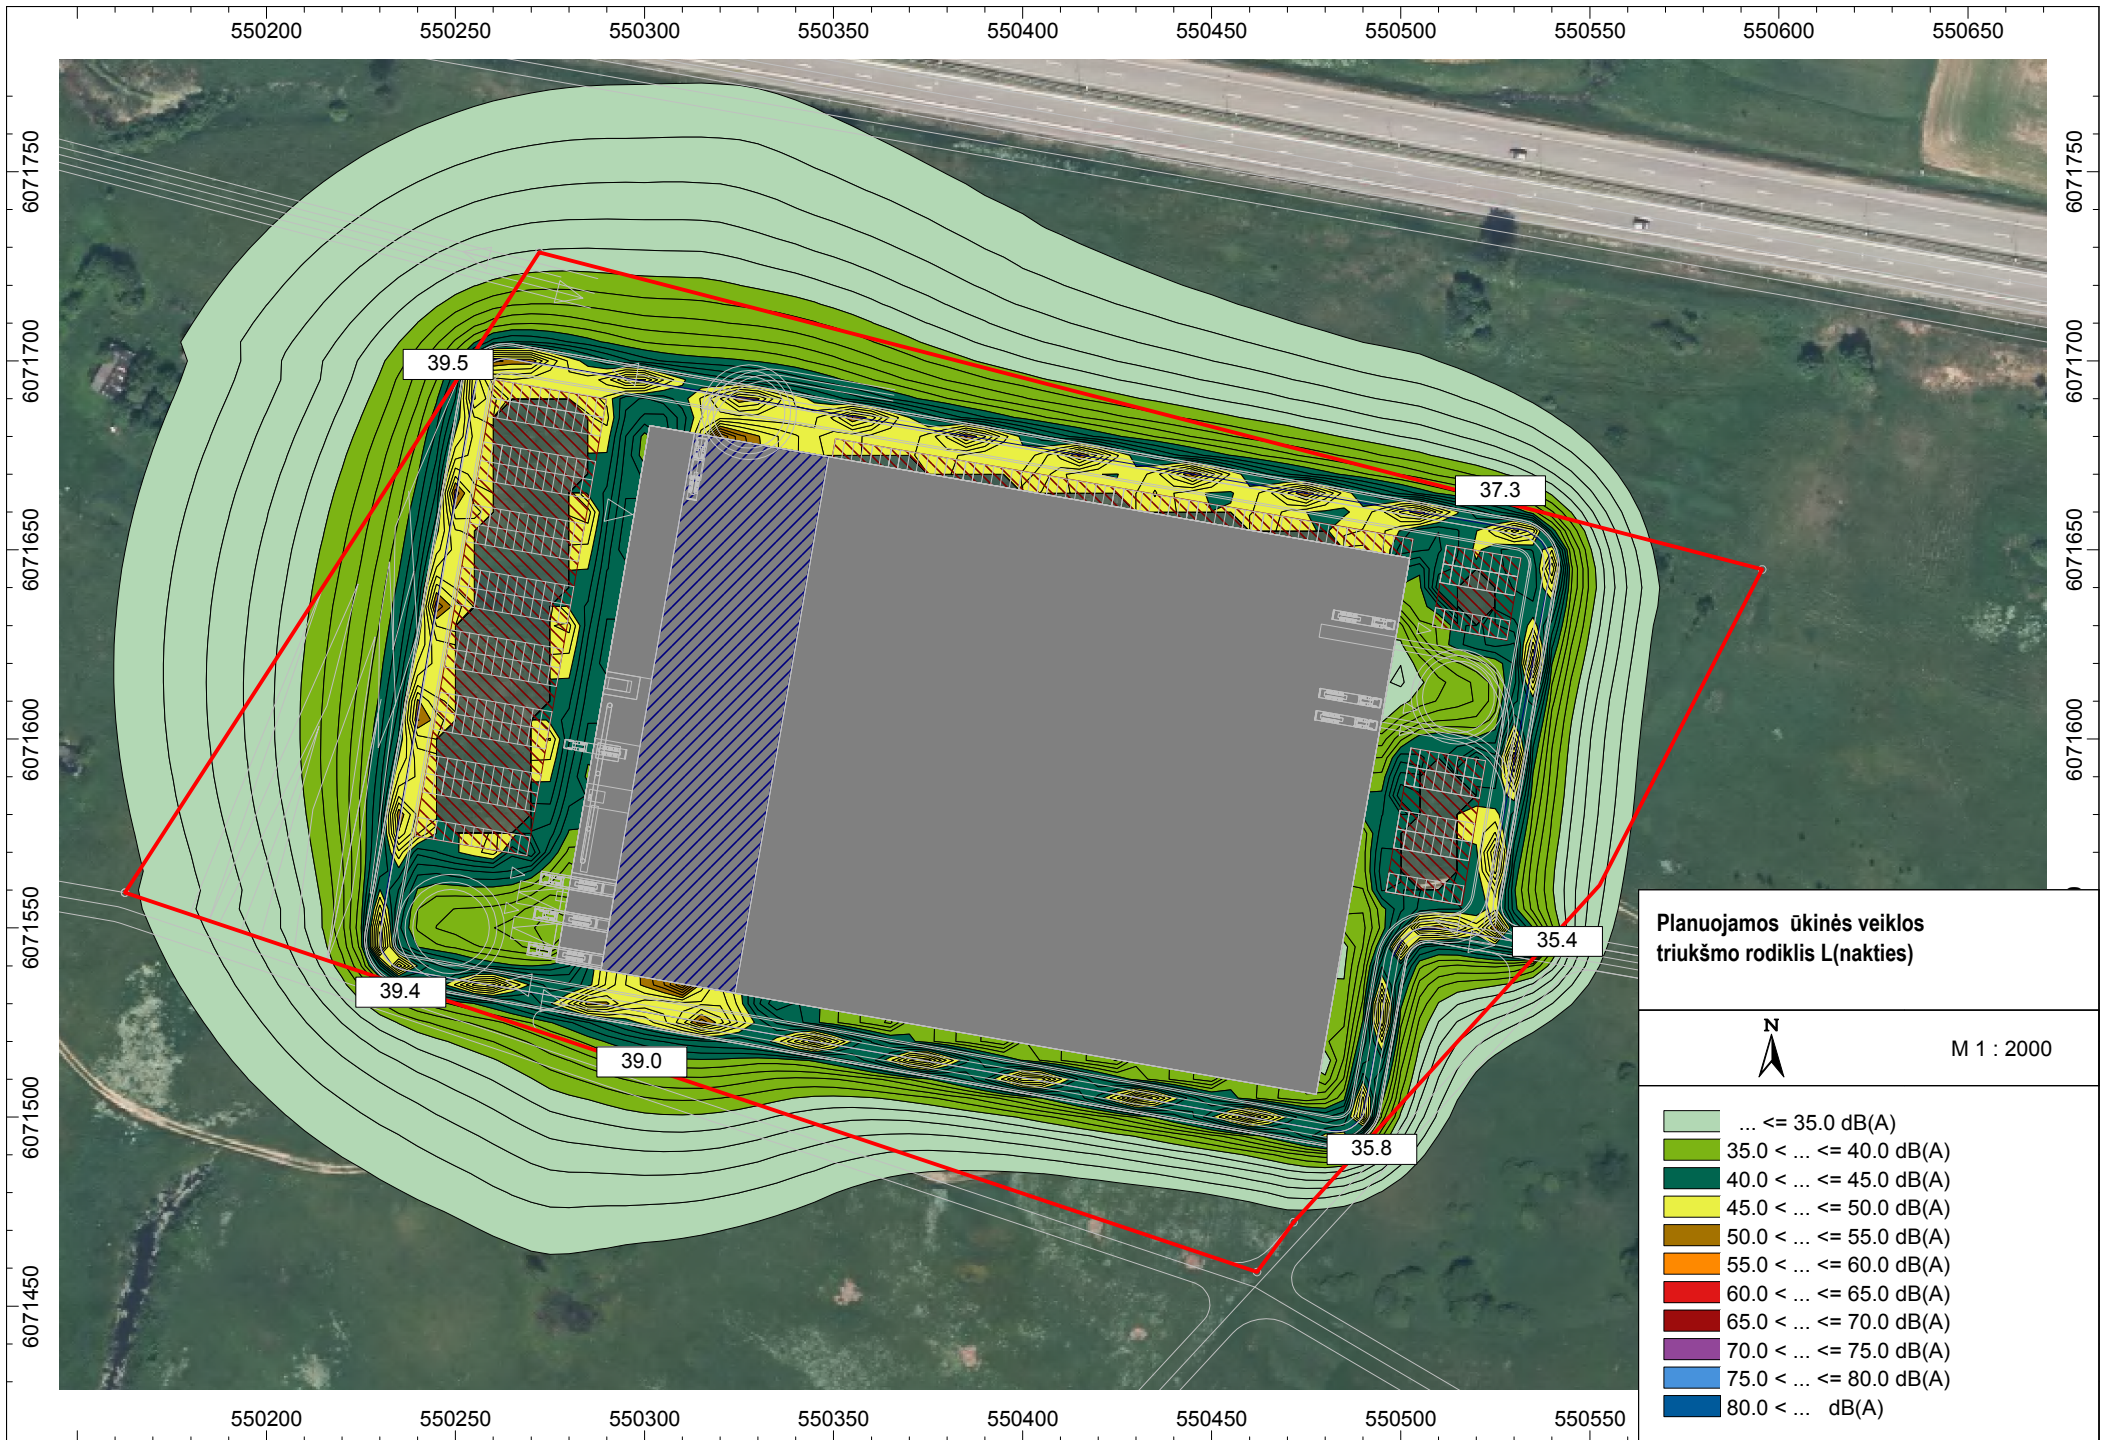 550200 550250 550300 550350 550400 550450 550500 550550 550600 550650
6071750 6071750
6071700 6071700
39.5
37.3
6071650 6071650
6071600 6071600
6071550
35.4
39.4
39.0
35.8
6071500
6071450
Planuojamos ūkinės veiklos
triukšmo rodiklis L(nakties)
N
M 1 : 2000
... <= 35.0 dB(A)
35.0 < ... <= 40.0 dB(A)
40.0 < ... <= 45.0 dB(A)
45.0 < ... <= 50.0 dB(A)
50.0 < ... <= 55.0 dB(A)
55.0 < ... <= 60.0 dB(A)
60.0 < ... <= 65.0 dB(A)
65.0 < ... <= 70.0 dB(A)
70.0 < ... <= 75.0 dB(A)
75.0 < ... <= 80.0 dB(A)
80.0 < ... dB(A)
550200 550250 550300 550350 550400 550450 550500 550550